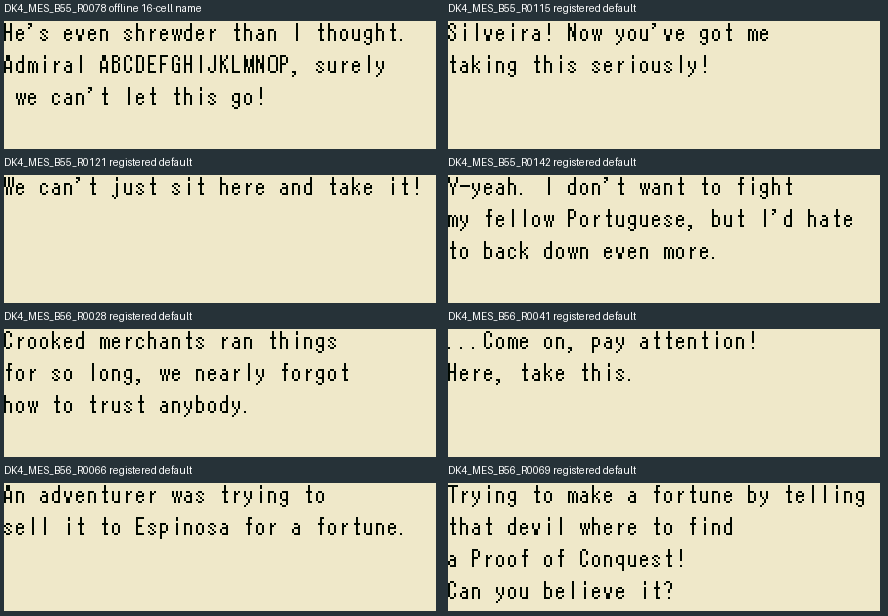 DK4_MES_B55_R0078 offline 16-cell name
He's even shrewder than I thought.
Admiral ABCDEFGHIJKLMNOP, surely
we can't let this go!
DK4_MES_B55_R0115 registered default
Silveira! Now you've got me
taking this seriously!
DK4_MES_B55_R0121 registered default
We can't just sit here and take it!
DK4_MES_B55_R0142 registered default
Y-yeah. I don't want to fight
my fellow Portuguese, but I'd hate
to back down even more.
DK4_MES_B56_R0028 registered default
Crooked merchants ran things
for so long, we nearly forgot
how to trust anybody.
DK4_MES_B56_R0041 registered default
...Come on, pay attention!
Here, take this.
DK4_MES_B56_R0066 registered default
An adventurer was trying to
sell it to Espinosa for a fortune.
DK4_MES_B56_R0069 registered default
Trying to make a fortune by telling
that devil where to find
a Proof of Conquest!
Can you believe it?